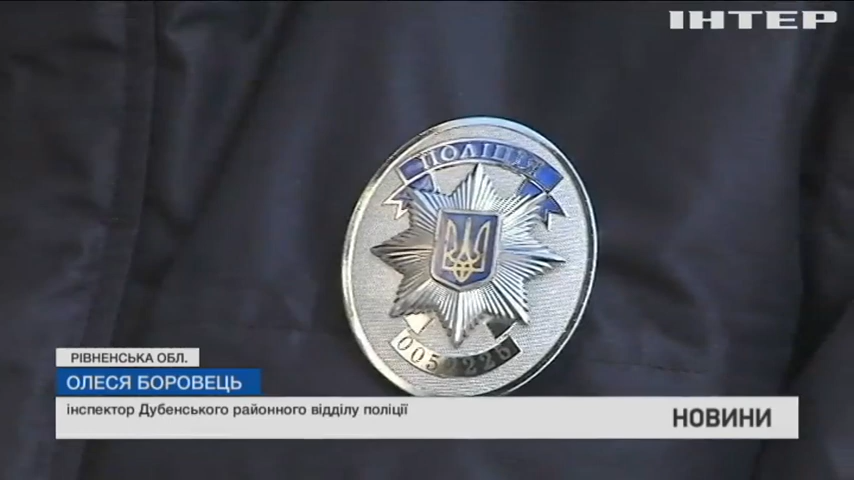 ІНТЕР
ПОЛІЦІЯ
РІВНЕНСЬКА ОБЛ.
ОЛЕСЯ БОРОВЕЦЬ
інспектор Дубенського районного відділу поліції
НОВИНИ